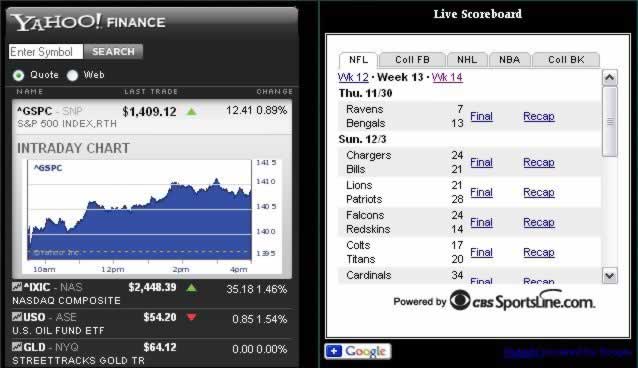 YAHOO! FINANCE
Enter Symbol SEARCH
Quote Web
NAME LAST TRADE CHANGE
^GSPC - SNP $1,409.12 12.41 0.89%
S&P 500 INDEX,RTH
INTRADAY CHART
^GSPC
1415
1410
1405
1400
1395
©Yahoo! Inc
10am 12pm 2pm 4pm
^IXIC - NAS $2,448.39 35.18 1.46%
NASDAQ COMPOSITE
USO - ASE $54.20 0.85 1.54%
U.S. OIL FUND ETF
GLD - NYQ $64.12 0.00 0.00%
STREETTRACKS GOLD TR
Live Scoreboard
NFL Coll FB NHL NBA Coll BK
Wk 12 · Week 13 · Wk 14
Thu. 11/30
Ravens 7
Bengals 13
Final Recap
Sun. 12/3
Chargers 24
Bills 21
Final Recap
Lions 21
Patriots 28
Final Recap
Falcons 24
Redskins 14
Final Recap
Colts 17
Titans 20
Final Recap
Cardinals 34
Final Recap
Powered by CBS SportsLine.com
+ Google
powered by Google